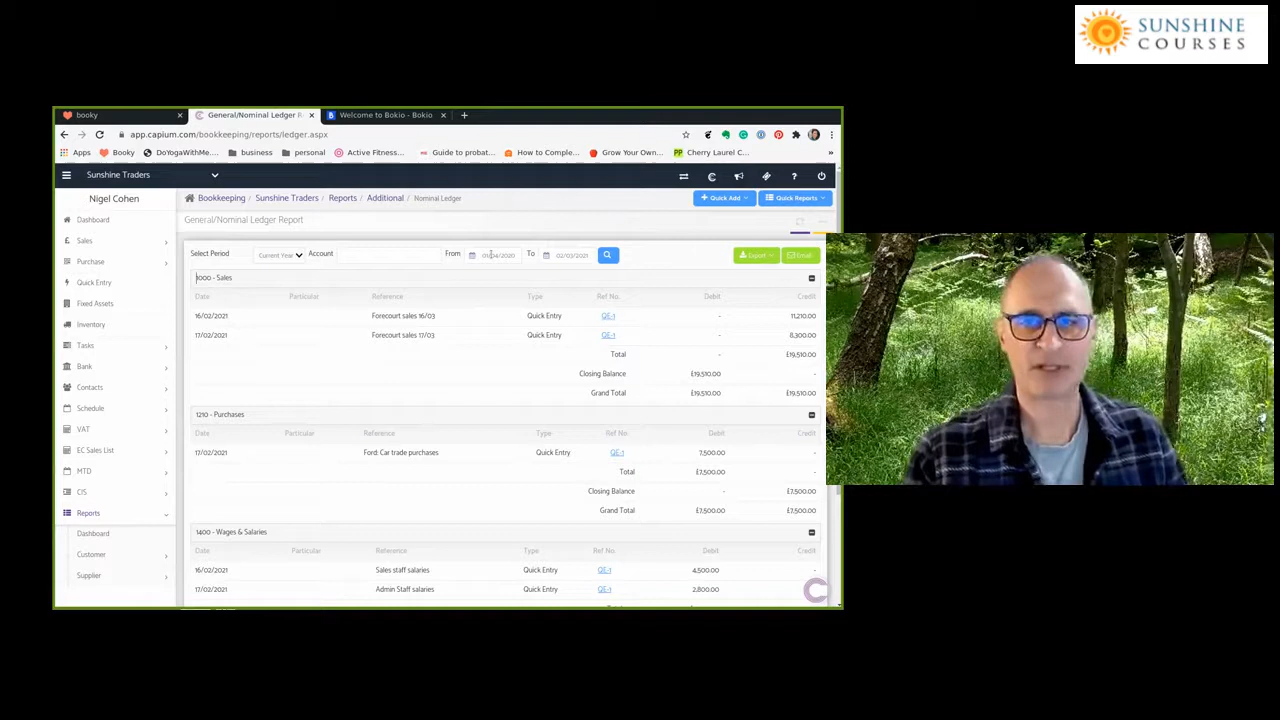 SUNSHINE
COURSES
booky
General/Nominal Ledger R
Welcome to Bokio - Bokio
app.capium.com/bookkeeping/reports/ledger.aspx
Apps Booky DoYogaWithMe... business personal Active Fitness... Guide to probat... How to Comple... Grow Your Own... Cherry Laurel C... »
Sunshine Traders
Nigel Cohen
Bookkeeping / Sunshine Traders / Reports / Additional / Nominal Ledger
+ Quick Add
Quick Reports
General/Nominal Ledger Report
Select Period Current Year Account From 01/04/2020 To 02/03/2021 Export Email
Dashboard
Sales
Purchase
Quick Entry
Fixed Assets
Inventory
Tasks
Bank
Contacts
Schedule
VAT
EC Sales List
MTD
CIS
Reports
Dashboard
Customer
Supplier
1000 - Sales
Date Particular Reference Type Ref No. Debit Credit
16/02/2021 Forecourt sales 16/03 Quick Entry QE-1 - 11,210.00
17/02/2021 Forecourt sales 17/03 Quick Entry QE-1 - 8,300.00
Total - £19,510.00
Closing Balance £19,510.00 -
Grand Total £19,510.00 £19,510.00
1210 - Purchases
Date Particular Reference Type Ref No. Debit Credit
17/02/2021 Ford: Car trade purchases Quick Entry QE-1 7,500.00 -
Total £7,500.00 -
Closing Balance - £7,500.00
Grand Total £7,500.00 £7,500.00
1400 - Wages & Salaries
Date Particular Reference Type Ref No. Debit Credit
16/02/2021 Sales staff salaries Quick Entry QE-1 4,500.00 -
17/02/2021 Admin Staff salaries Quick Entry QE-1 2,800.00 -